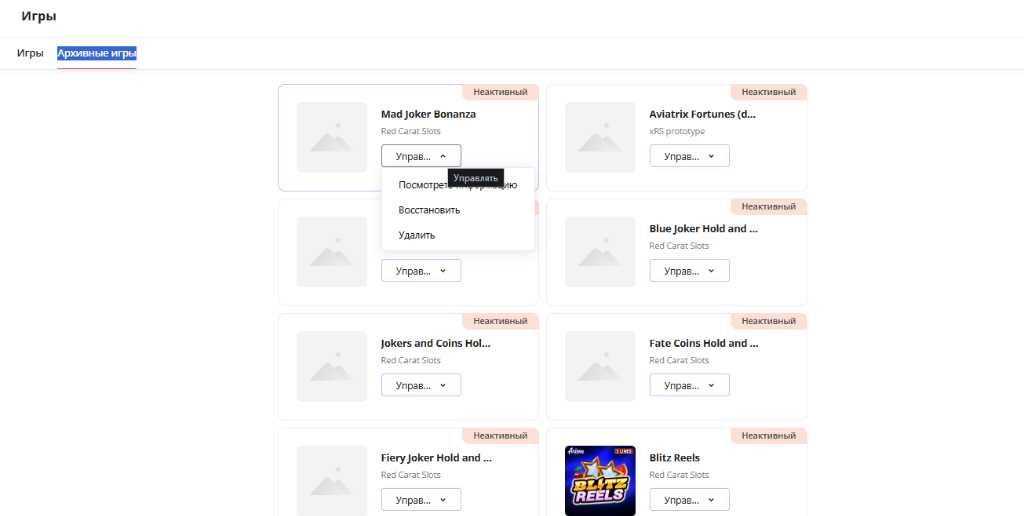 Игры
Игры
Архивные игры
Неактивный
Mad Joker Bonanza
Red Carat Slots
Управ...
Управлять
Посмотреть информацию
Восстановить
Удалить
Неактивный
Aviatrix Fortunes (d...
xRS prototype
Управ...
Управ...
Неактивный
Blue Joker Hold and ...
Red Carat Slots
Управ...
Неактивный
Jokers and Coins Hol...
Red Carat Slots
Управ...
Неактивный
Fate Coins Hold and ...
Red Carat Slots
Управ...
Неактивный
Fiery Joker Hold and ...
Red Carat Slots
Управ...
Неактивный
BLITZ
REELS
Blitz Reels
Red Carat Slots
Управ...